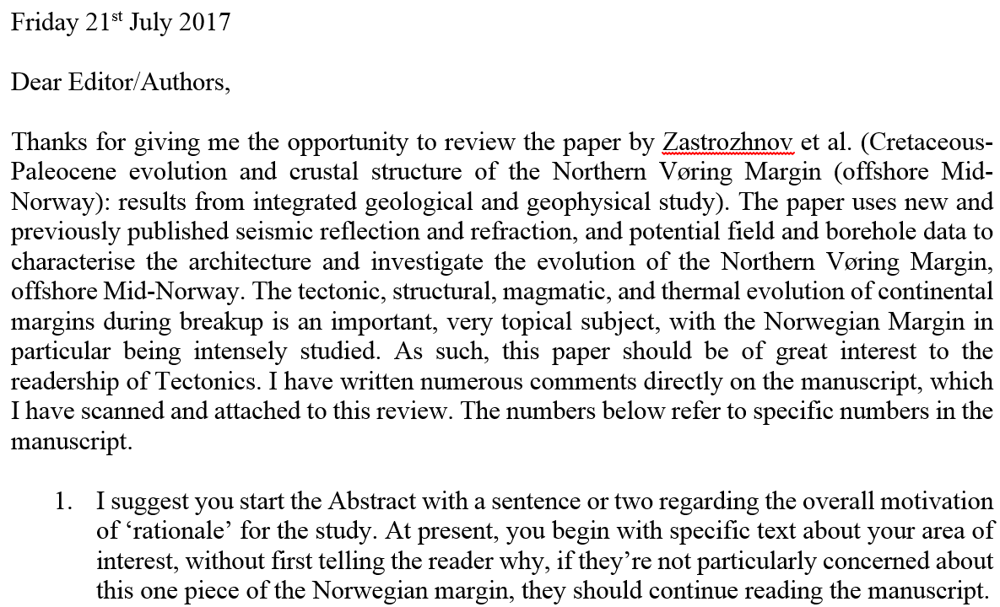 Friday 21st July 2017
Dear Editor/Authors,
Thanks for giving me the opportunity to review the paper by Zastrozhnov et al. (Cretaceous-
Paleocene evolution and crustal structure of the Northern Vøring Margin (offshore Mid-
Norway): results from integrated geological and geophysical study). The paper uses new and
previously published seismic reflection and refraction, and potential field and borehole data to
characterise the architecture and investigate the evolution of the Northern Vøring Margin,
offshore Mid-Norway. The tectonic, structural, magmatic, and thermal evolution of continental
margins during breakup is an important, very topical subject, with the Norwegian Margin in
particular being intensely studied. As such, this paper should be of great interest to the
readership of Tectonics. I have written numerous comments directly on the manuscript, which
I have scanned and attached to this review. The numbers below refer to specific numbers in the
manuscript.
1. I suggest you start the Abstract with a sentence or two regarding the overall motivation
of ‘rationale’ for the study. At present, you begin with specific text about your area of
interest, without first telling the reader why, if they’re not particularly concerned about
this one piece of the Norwegian margin, they should continue reading the manuscript.